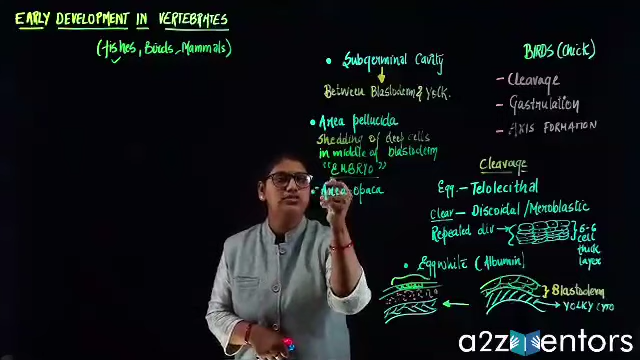 EARLY DEVELOPMENT IN VERTEBRATES
(Fishes, Birds, Mammals)
• Subgerminal Cavity
Between Blastoderm & Yolk.
• Area pellucida
shedding of deep cells
in middle of blastoderm
"EMBRYO"
• Area opaca
BIRDS (Chick)
- Cleavage
- Gastrulation
- AXIS FORMATION
Cleavage
Egg - Telolecithal
Clear - Discoidal / Meroblastic
Repeated div
5-6
cell
thick
layer
• Egg white (Albumin)
Blastoderm
YOLKY CYTO
a2zmentors